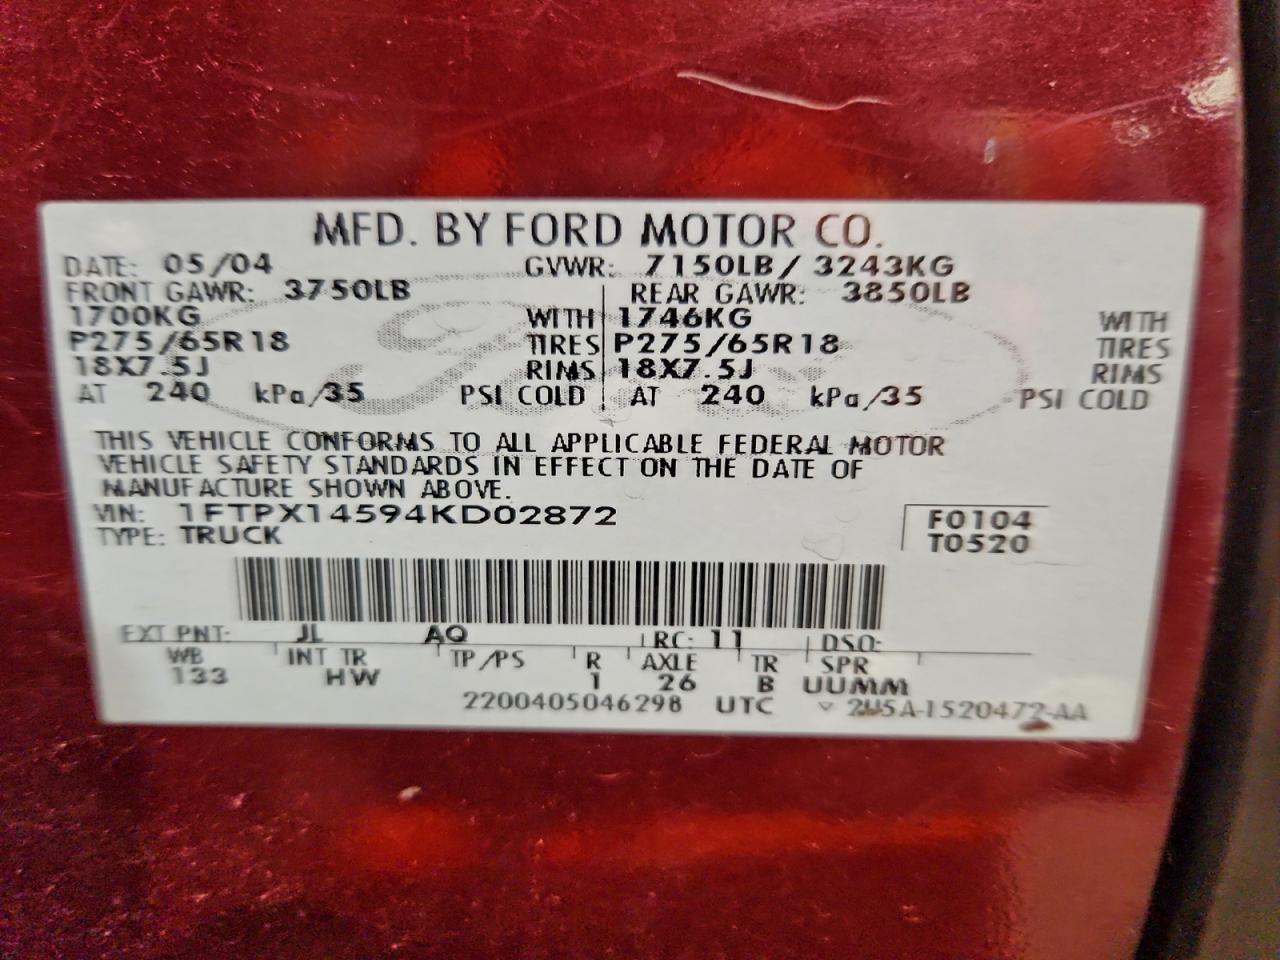 MFD. BY FORD MOTOR CO.
DATE: 05/04 GVWR: 7150LB/ 3243KG
FRONT GAWR: 3750LB REAR GAWR: 3850LB
1700KG WITH 1746KG WITH
P275/65R18 TIRES P275/65R18 TIRES
18X7.5J RIMS 18X7.5J RIMS
AT 240 kPa/35 PSI COLD AT 240 kPa/35 PSI COLD
THIS VEHICLE CONFORMS TO ALL APPLICABLE FEDERAL MOTOR
VEHICLE SAFETY STANDARDS IN EFFECT ON THE DATE OF
MANUFACTURE SHOWN ABOVE.
VIN: 1FTPX14594KD02872 F0104
TYPE: TRUCK T0520
EXT PNT: JL AQ RC: 11 DSO:
WB INT TR TP/PS R AXLE TR SPR
133 HW 1 26 B UUMM
2200405046298 UTC